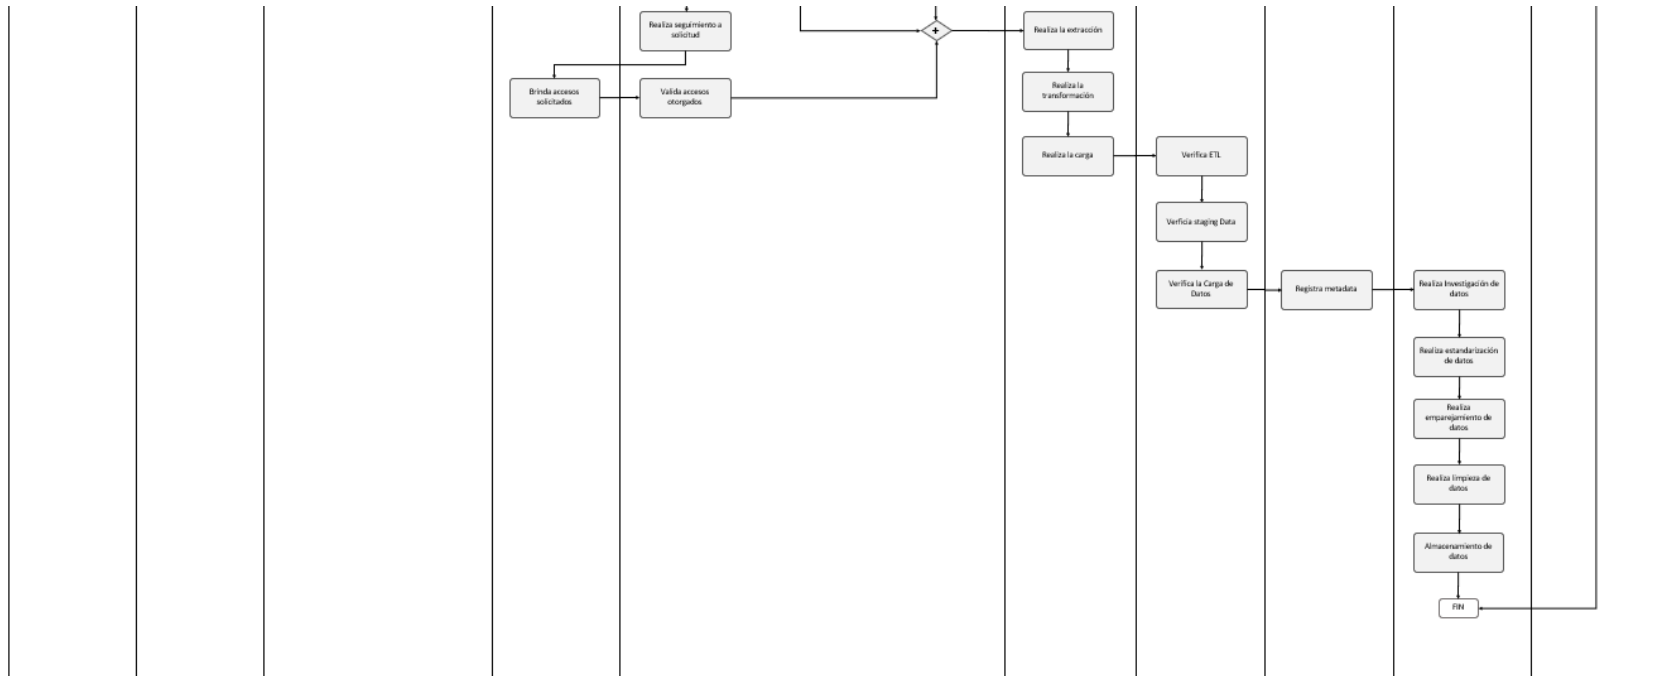 Realiza seguimiento a
solicitud
Realiza la extracción
Brinda accesos
solicitados
Valida accesos
otorgados
Realiza la
transformación
Realiza la carga
Verifica ETL
Verficia staging Data
Verifica la Carga de
Datos
Registra metadata
Realiza Investigación de
datos
Realiza estandarización
de datos
Realiza
emparejamiento de
datos
Realiza limpieza de
datos
Almacenamiento de
datos
FIN